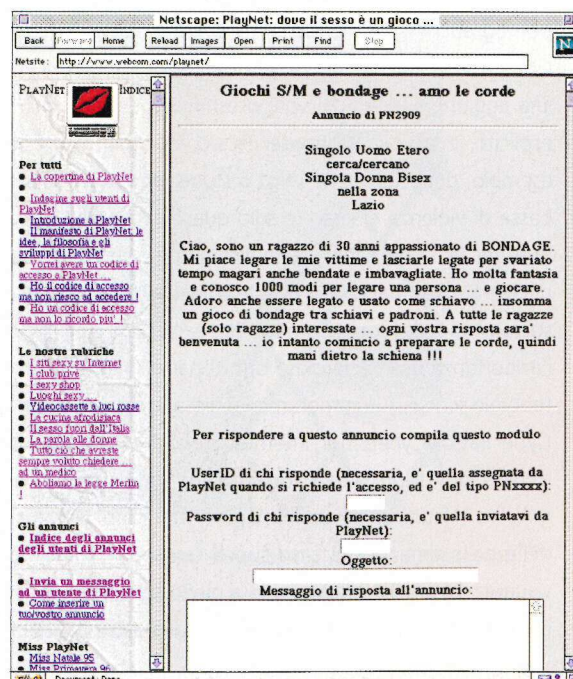 Netscape: PlayNet: dove il sesso è un gioco ...
Back Forward Home Reload Images Open Print Find Stop
Netsite: http://www.webcom.com/playnet/
N
PLAYNET INDICE
Per tutti
La copertina di PlayNet
Indagine sugli utenti di
PlayNet
Introduzione a PlayNet
Il manifesto di PlayNet: le
idee, la filosofia e gli
sviluppi di PlayNet
Vorrei avere un codice di
accesso a PlayNet ...
Ho il codice di accesso
ma non riesco ad accedere !
Ho un codice di accesso
ma non lo ricordo piu' !
Le nostre rubriche
I siti sexy su Internet
I club privè
I sexy shop
Luoghi sexy ...
Videocassette a luci rosse
La cucina afrodisiaca
Il sesso fuori dall'Italia
La parola alle donne
Tutto ciò che avreste
sempre voluto chiedere ...
ad un medico
Aboliamo la legge Merlin
!
Gli annunci
Indice degli annunci
degli utenti di PlayNet
Invia un messaggio
ad un utente di PlayNet
Come inserire un
tuo/vostro annuncio
Miss PlayNet
Miss Natale 95
Miss Primavera 96
Giochi S/M e bondage ... amo le corde
Annuncio di PN2909
Singolo Uomo Etero
cerca/cercano
Singola Donna Bisex
nella zona
Lazio
Ciao, sono un ragazzo di 30 anni appassionato di BONDAGE.
Mi piace legare le mie vittime e lasciarle legate per svariato
tempo magari anche bendate e imbavagliate. Ho molta fantasia
e conosco 1000 modi per legare una persona ... e giocare.
Adoro anche essere legato e usato come schiavo ... insomma
un gioco di bondage tra schiavi e padroni. A tutte le ragazze
(solo ragazze) interessate ... ogni vostra risposta sara'
benvenuta ... io intanto comincio a preparare le corde, quindi
mani dietro la schiena !!!
Per rispondere a questo annuncio compila questo modulo
UserID di chi risponde (necessaria, e' quella assegnata da
PlayNet quando si richiede l'accesso, ed e' del tipo PNxxxx):
Password di chi risponde (necessaria, e' quella inviatavi da
PlayNet):
Oggetto:
Messaggio di risposta all'annuncio:
Document: Done